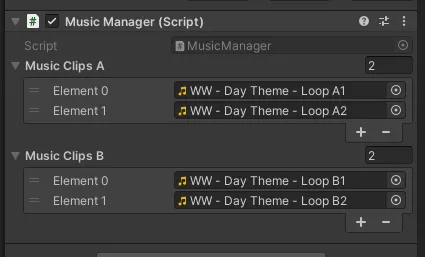 Music Manager (Script)
Script MusicManager
Music Clips A 2
Element 0 WW - Day Theme - Loop A1
Element 1 WW - Day Theme - Loop A2
Music Clips B 2
Element 0 WW - Day Theme - Loop B1
Element 1 WW - Day Theme - Loop B2